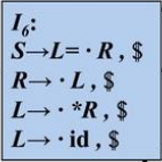 I₆:
S→L= · R , $
R→ · L , $
L→ · *R , $
L→ · id , $